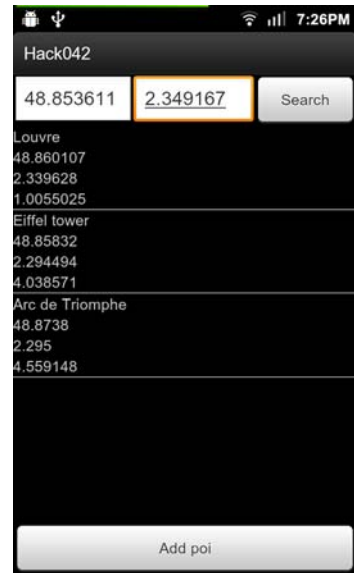 7:26PM
Hack042
48.853611 2.349167 Search
Louvre
48.860107
2.339628
1.0055025
Eiffel tower
48.85832
2.294494
4.038571
Arc de Triomphe
48.8738
2.295
4.559148
Add poi